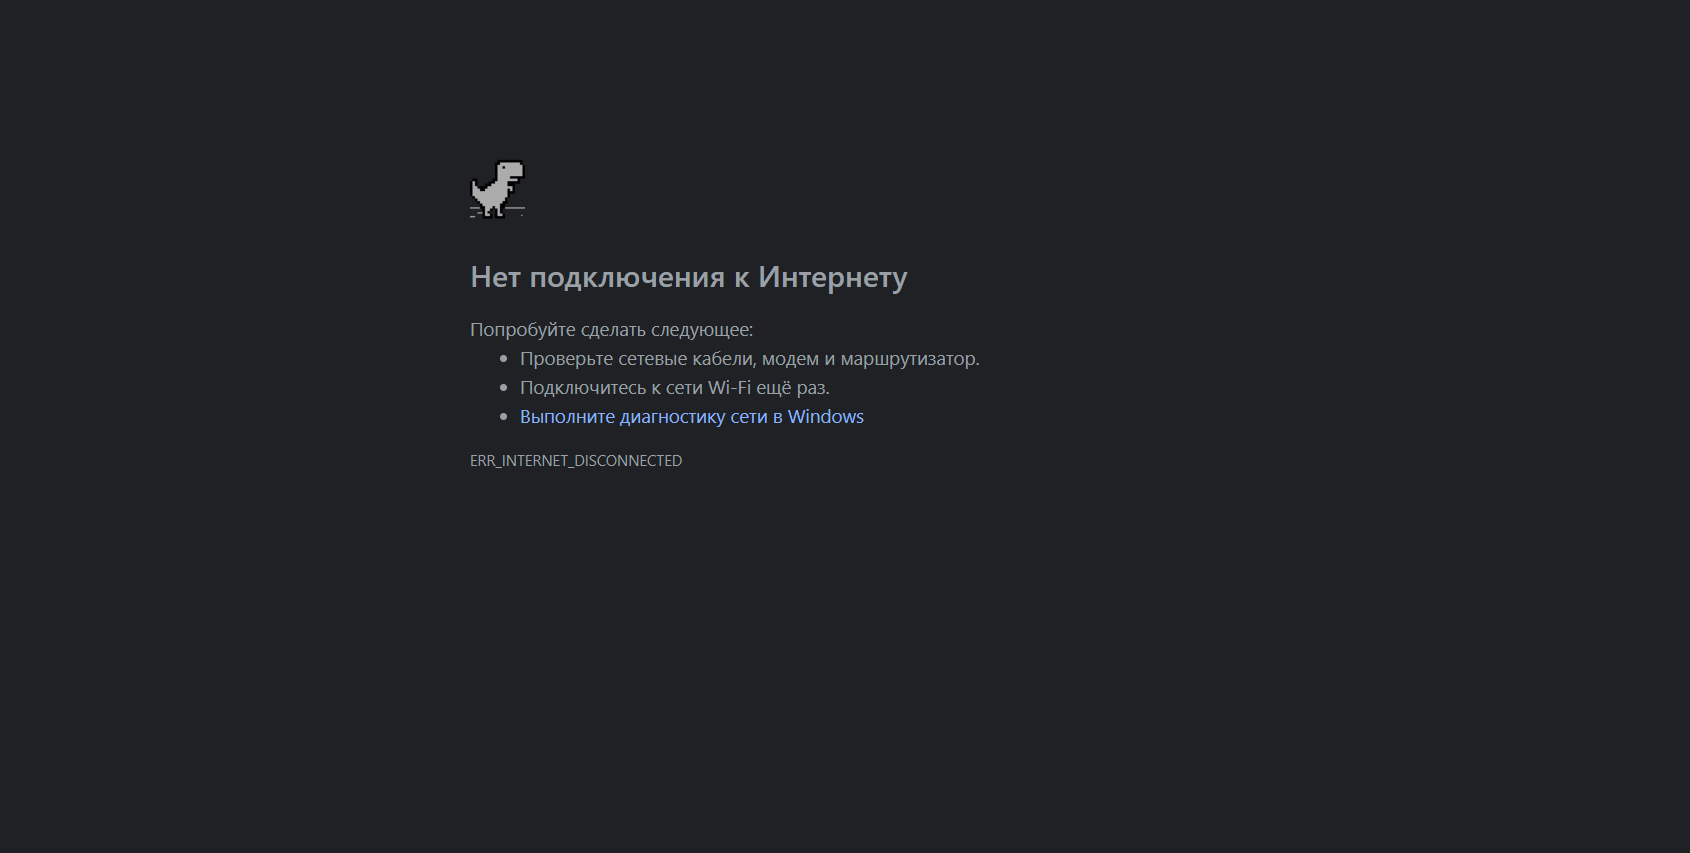 Нет подключения к Интернету
Попробуйте сделать следующее:
Проверьте сетевые кабели, модем и маршрутизатор.
Подключитесь к сети Wi-Fi ещё раз.
Выполните диагностику сети в Windows
ERR_INTERNET_DISCONNECTED